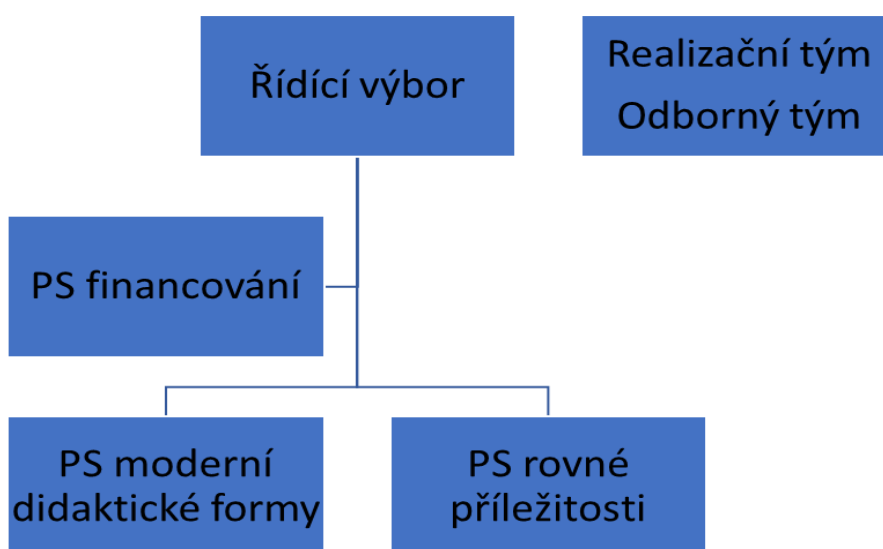 Řídící výbor
Realizační tým
Odborný tým
PS financování
PS moderní
didaktické formy
PS rovné
příležitosti